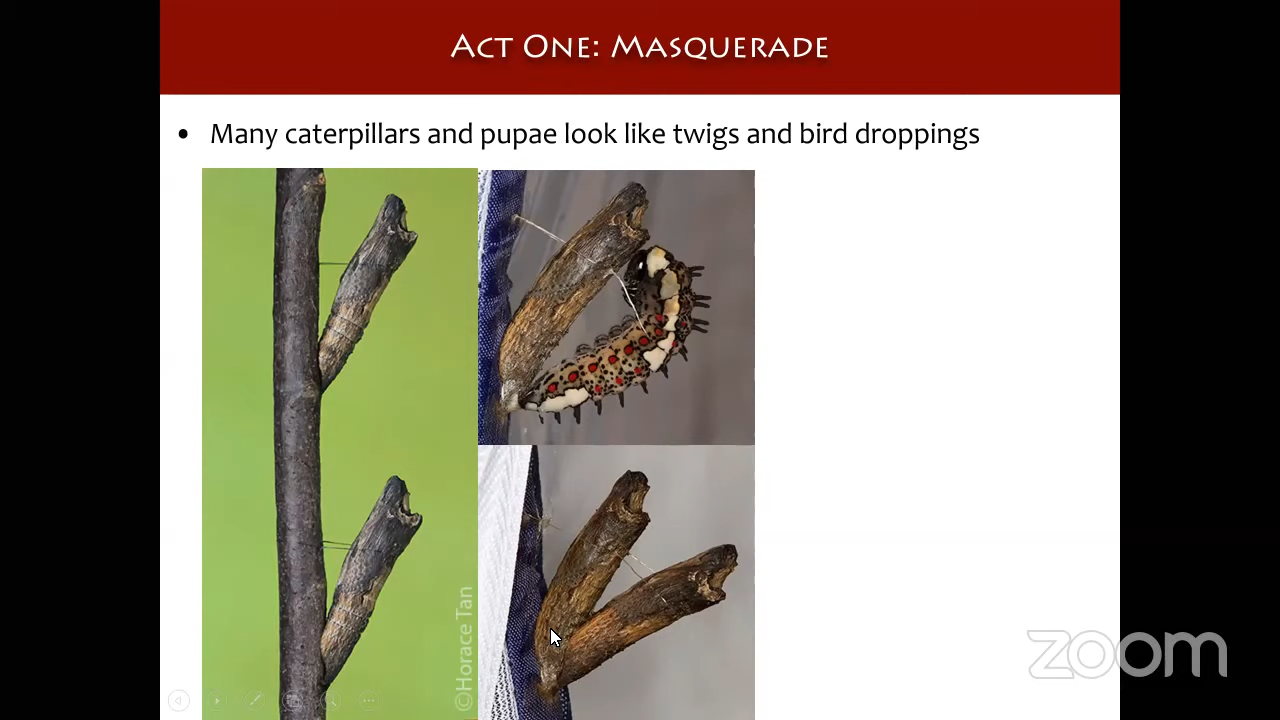 Act One: Masquerade
• Many caterpillars and pupae look like twigs and bird droppings
©Horace Tan
zoom